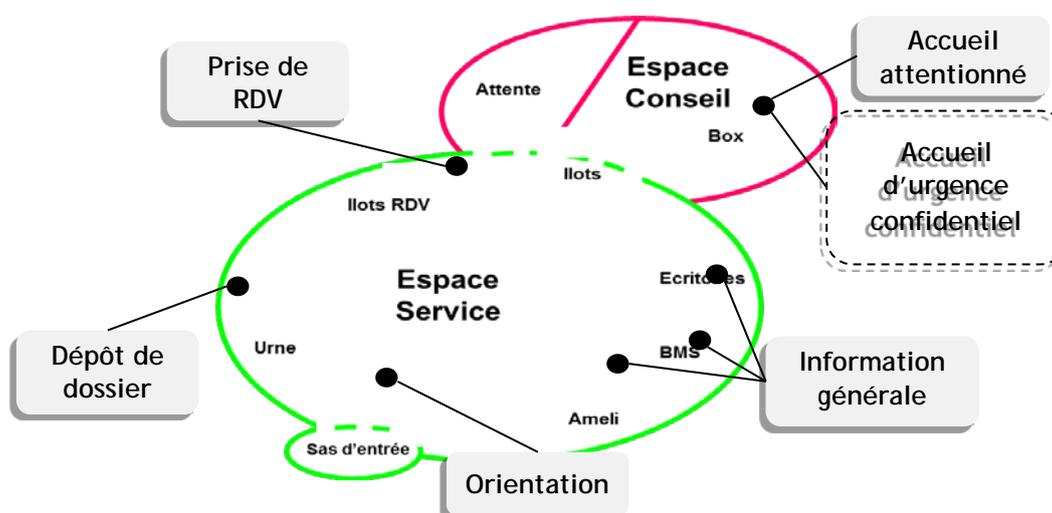 Prise de
RDV
Attente
Espace
Conseil
Box
Accueil
attentionné
Accueil
d'urgence
confidentiel
Ilots
Ilots RDV
Espace
Service
Ecritoires
Urne
BMS
Ameli
Dépôt de
dossier
Information
générale
Sas d'entrée
Orientation